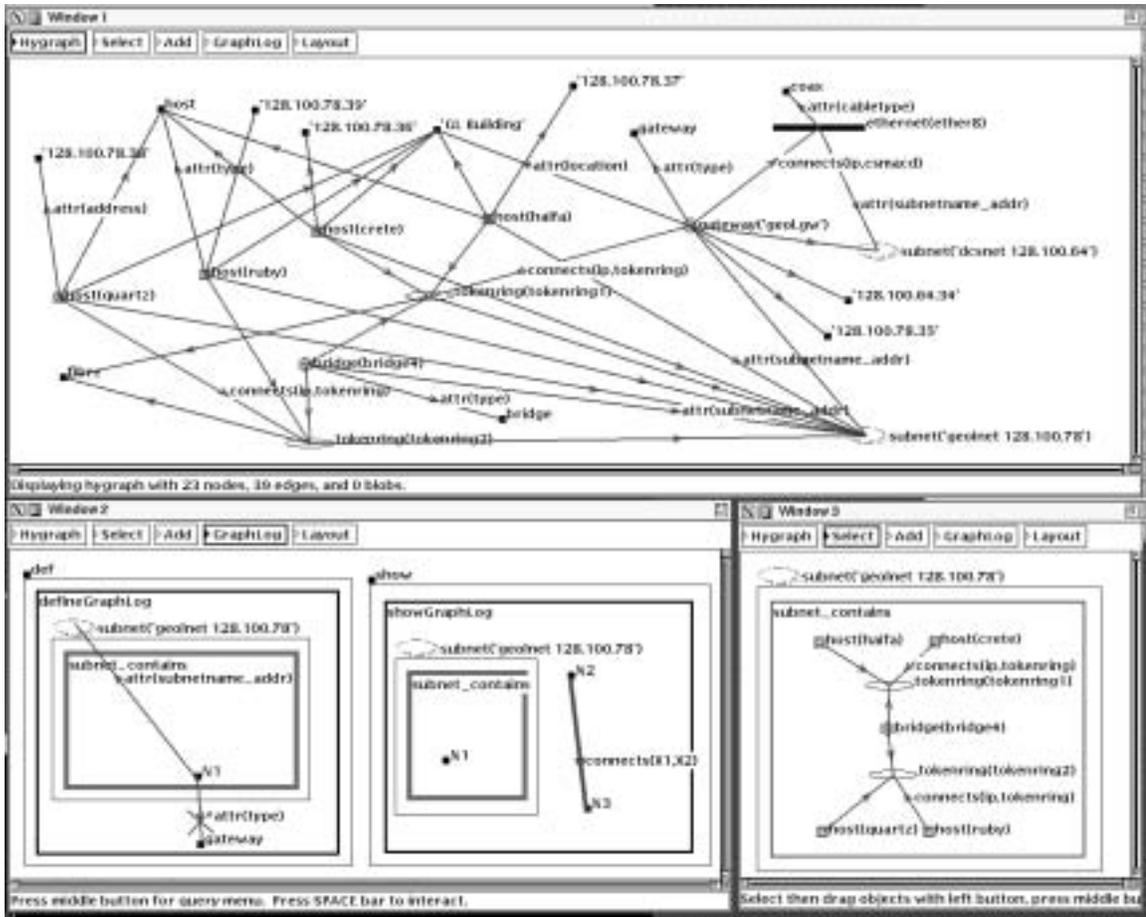 Window 1
Hygraph Select Add GraphLog Layout
host
'128.100.78.39'
'128.100.78.37'
coax
attr(cabletype)
'128.100.78.36'
'GL Building'
gateway
ethernet(ether8)
'128.100.78.38'
attr(type)
attr(location)
attr(type)
connects(ip,csmacd)
attr(address)
host(crete)
host(haifa)
gateway('geol.gw')
attr(subnetname_addr)
subnet('dcsnet 128.100.64')
host(ruby)
connects(ip,tokenring)
host(quartz)
tokenring(tokenring1)
'128.100.64.34'
'128.100.78.35'
fibre
bridge(bridge4)
attr(subnetname_addr)
connects(ip,tokenring)
attr(type)
bridge
attr(subnetname_addr)
tokenring(tokenring2)
subnet('geolnet 128.100.78')
Displaying hygraph with 23 nodes, 39 edges, and 0 blobs.
Window 2
Hygraph Select Add GraphLog Layout
def
defineGraphLog
subnet('geolnet 128.100.78')
subnet_contains
attr(subnetname_addr)
N1
attr(type)
gateway
show
showGraphLog
subnet('geolnet 128.100.78')
subnet_contains
N1
N2
connects(X1,X2)
N3
Press middle button for query menu. Press SPACE bar to interact.
Window 3
Hygraph Select Add GraphLog Layout
subnet('geolnet 128.100.78')
subnet_contains
host(haifa)
host(crete)
connects(ip,tokenring)
tokenring(tokenring1)
bridge(bridge4)
tokenring(tokenring2)
connects(ip,tokenring)
host(quartz)
host(ruby)
Select then drag objects with left button, press middle bu